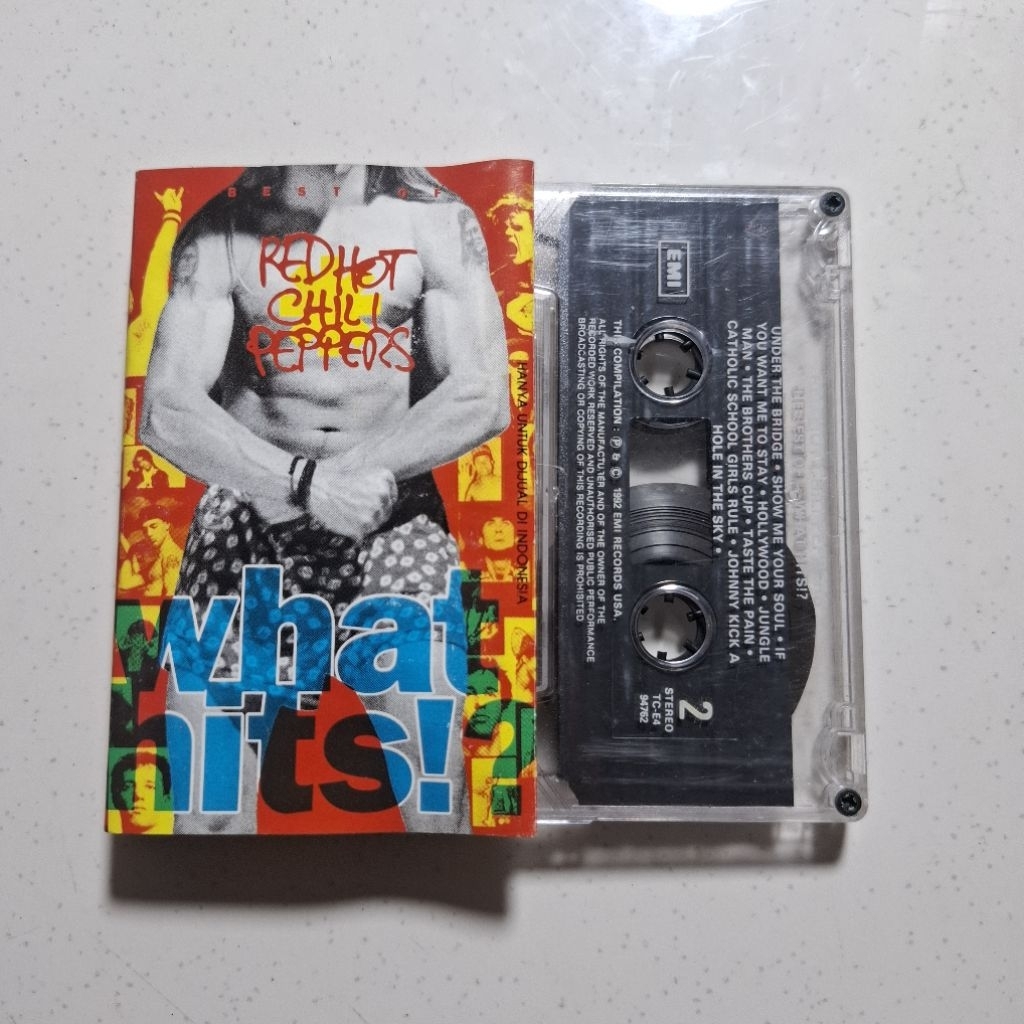 BEST OF
RED HOT
CHILI
PEPPERS
HANYA UNTUK DIJUAL DI INDONESIA
what
hits!?
EMI
UNDER THE BRIDGE • SHOW ME YOUR SOUL • IF
YOU WANT ME TO STAY • HOLLYWOOD • JUNGLE
MAN • THE BROTHERS CUP • TASTE THE PAIN •
CATHOLIC SCHOOL GIRLS RULE • JOHNNY KICK A
HOLE IN THE SKY •
THIS COMPILATION : ℗ & © 1992 EMI RECORDS USA.
ALL RIGHTS OF THE MANUFACTURER AND OF THE OWNER OF THE
RECORDED WORK RESERVED AND UNAUTHORISED PUBLIC PERFORMANCE
BROADCASTING OR COPYING OF THIS RECORDING IS PROHIBITED
2
STEREO
TC-E4
94762